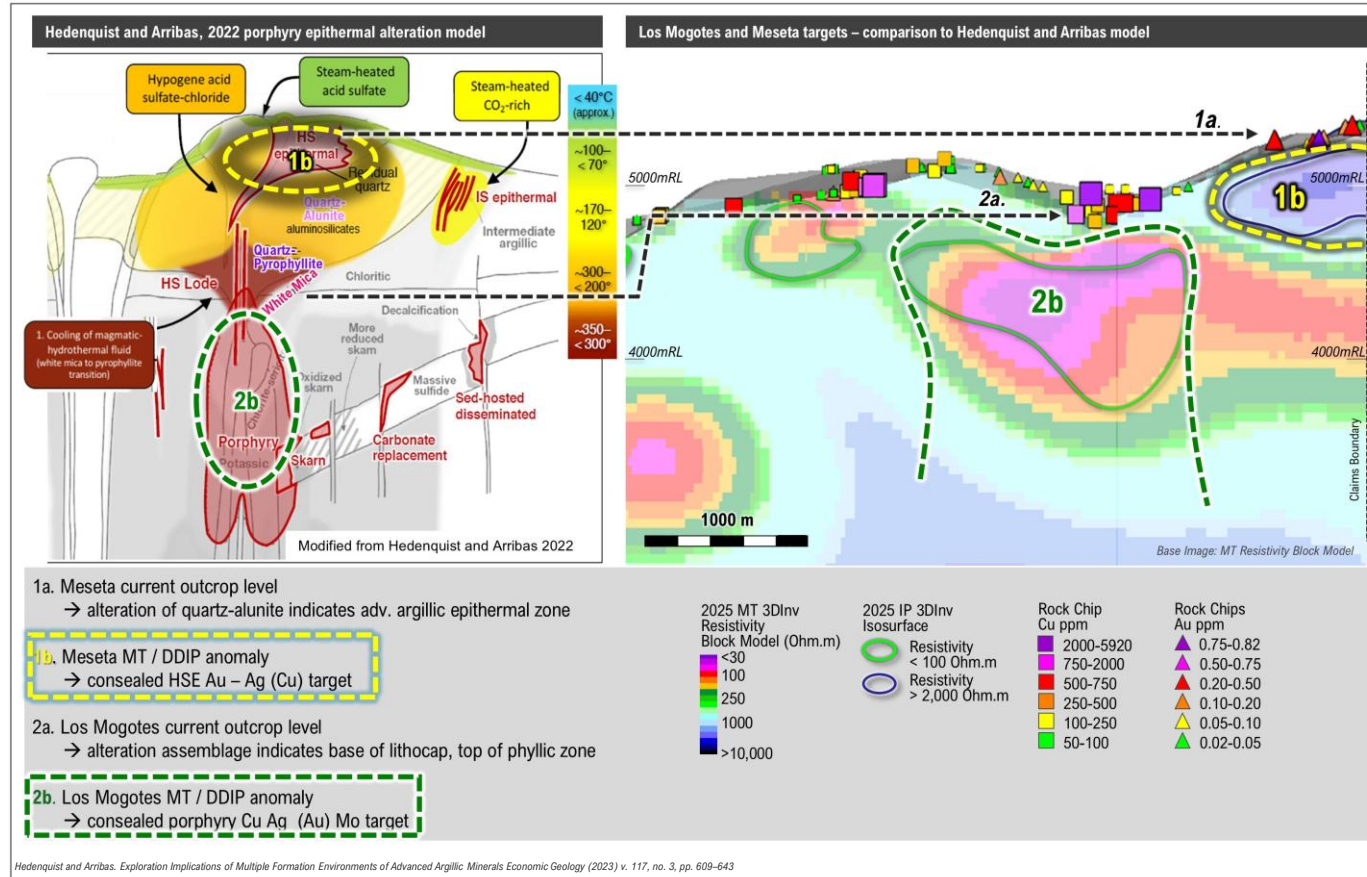 Hedenquist and Arribas, 2022 porphyry epithermal alteration model
Hypogene acid
sulfate-chloride
Steam-heated
acid sulfate
Steam-heated
CO₂-rich
< 40°C
(approx.)
~100–
< 70°
~170–
120°
~300–
< 200°
~350–
< 300°
HS
epithermal
1b
Residual
quartz
Quartz-
Alunite
aluminosilicates
IS epithermal
Intermediate
argillic
Quartz-
Pyrophyllite
White Mica
Chloritic
HS Lode
Decalcification
1. Cooling of magmatic-
hydrothermal fluid
(white mica to pyrophyllite
transition)
More
reduced
skarn
Oxidized
skarn
Massive
sulfide
Sed-hosted
disseminated
2b
Porphyry
Potassic
Skarn
Carbonate
replacement
Modified from Hedenquist and Arribas 2022
Los Mogotes and Meseta targets – comparison to Hedenquist and Arribas model
1a.
5000mRL
2a.
5000mRL
1b
2b
4000mRL
4000mRL
Claims Boundary
1000 m
Base Image: MT Resistivity Block Model
1a. Meseta current outcrop level
→ alteration of quartz-alunite indicates adv. argillic epithermal zone
1b. Meseta MT / DDIP anomaly
→ consealed HSE Au – Ag (Cu) target
2a. Los Mogotes current outcrop level
→ alteration assemblage indicates base of lithocap, top of phyllic zone
2b. Los Mogotes MT / DDIP anomaly
→ consealed porphyry Cu Ag (Au) Mo target
2025 MT 3DInv
Resistivity
Block Model (Ohm.m)
<30
100
250
1000
>10,000
2025 IP 3DInv
Isosurface
Resistivity
< 100 Ohm.m
Resistivity
> 2,000 Ohm.m
Rock Chip
Cu ppm
2000-5920
750-2000
500-750
250-500
100-250
50-100
Rock Chips
Au ppm
0.75-0.82
0.50-0.75
0.20-0.50
0.10-0.20
0.05-0.10
0.02-0.05
Hedenquist and Arribas. Exploration Implications of Multiple Formation Environments of Advanced Argillic Minerals Economic Geology (2023) v. 117, no. 3, pp. 609–643